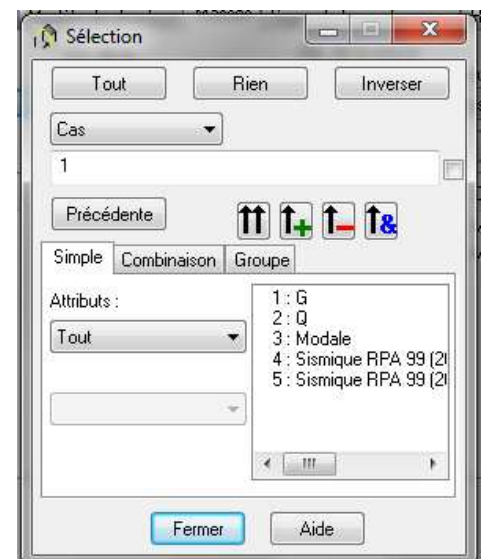 Sélection
Tout Rien Inverser
Cas
1
Précédente
Simple Combinaison Groupe
Attributs :
Tout
1 : G
2 : Q
3 : Modale
4 : Sismique RPA 99 (2
5 : Sismique RPA 99 (2
Fermer Aide